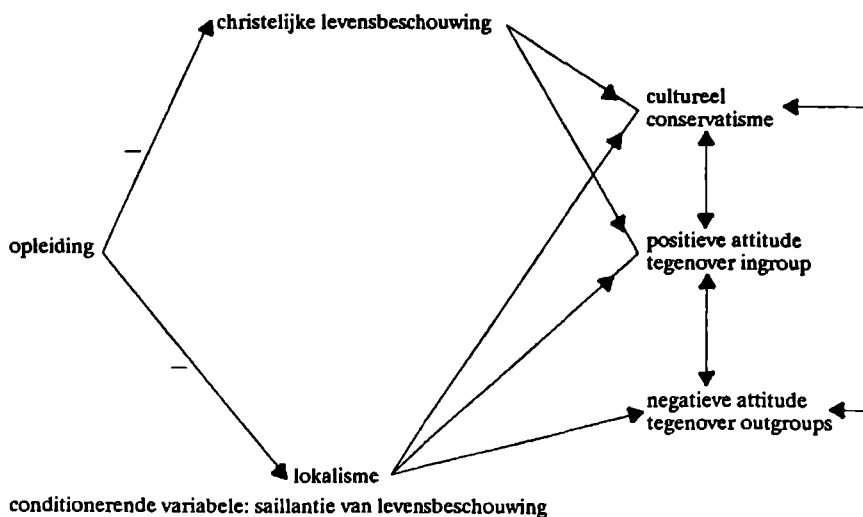 christelijke levensbeschouwing
cultureel
conservatisme
–
opleiding
positieve attitude
tegenover ingroup
–
negatieve attitude
tegenover outgroups
lokalisme
conditionerende variabele: saillantie van levensbeschouwing